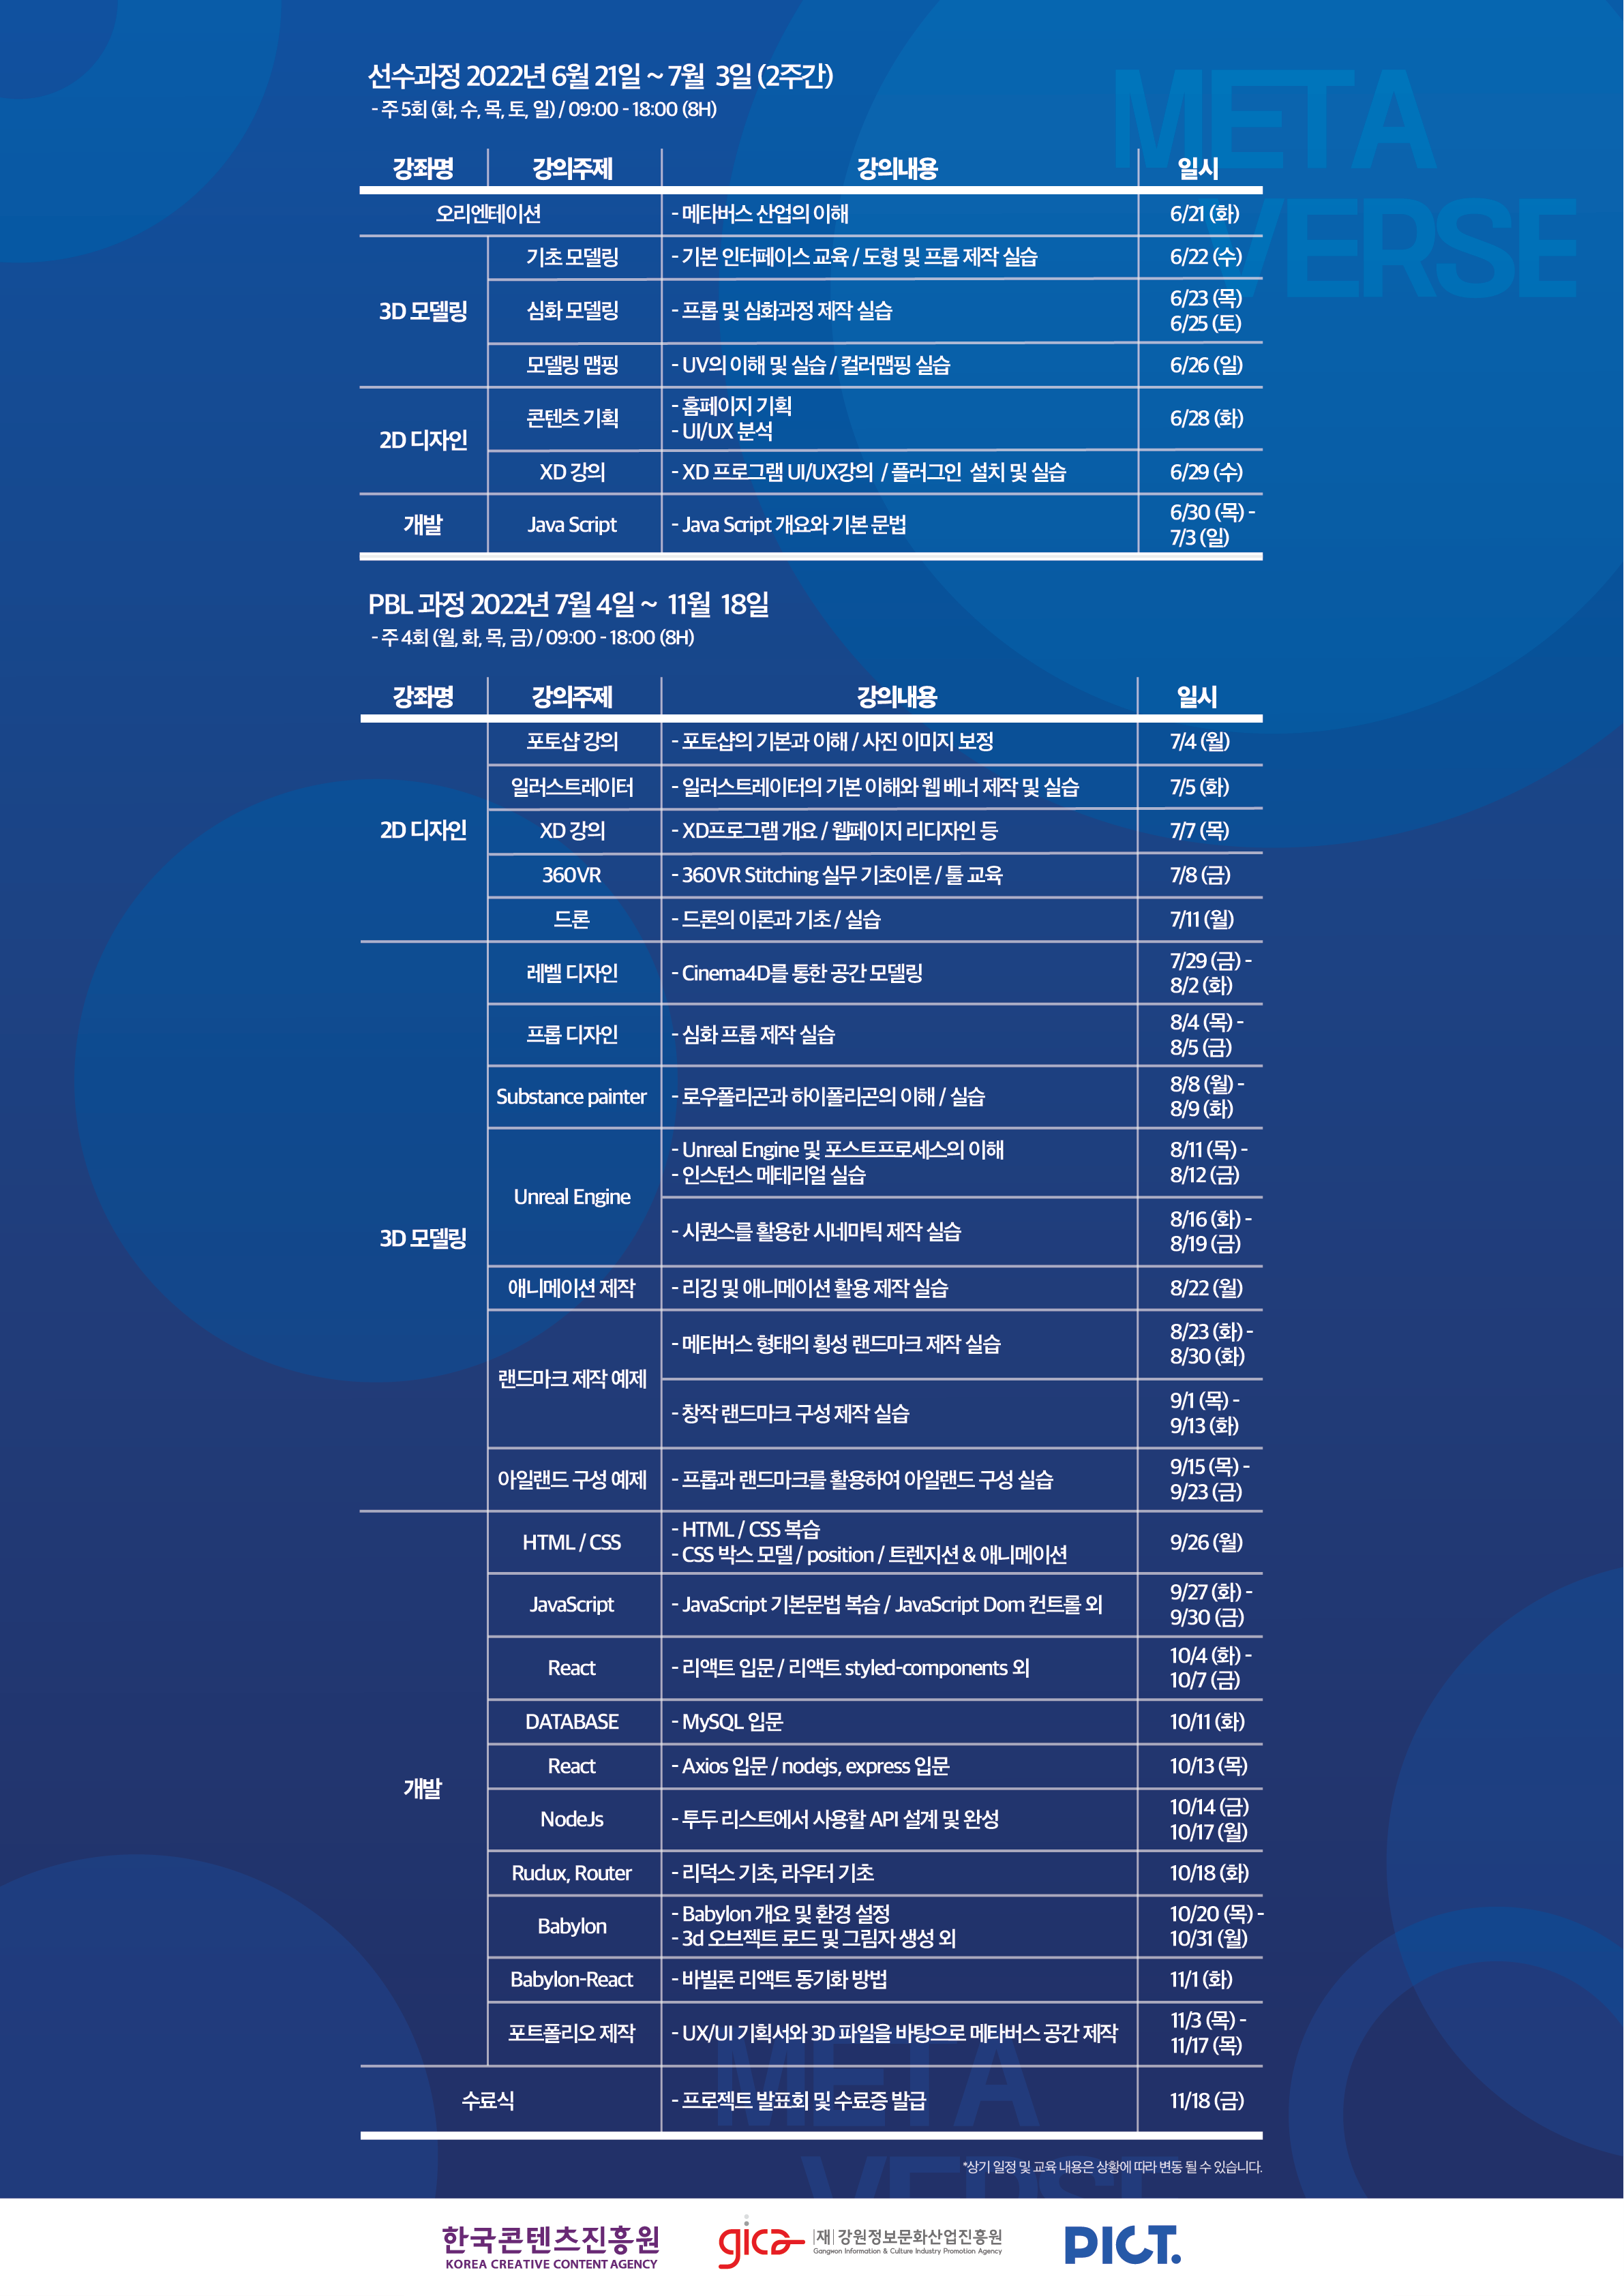 META
VERSE
선수과정 2022년 6월 21일 ~ 7월 3일 (2주간)
- 주 5회 (화, 수, 목, 토, 일) / 09:00 - 18:00 (8H)
강좌명 강의주제 강의내용 일시
오리엔테이션 - 메타버스 산업의 이해 6/21 (화)
3D 모델링
기초 모델링 - 기본 인터페이스 교육 / 도형 및 프롭 제작 실습 6/22 (수)
심화 모델링 - 프롭 및 심화과정 제작 실습 6/23 (목)
6/25 (토)
모델링 맵핑 - UV의 이해 및 실습 / 컬러맵핑 실습 6/26 (일)
2D 디자인
콘텐츠 기획 - 홈페이지 기획
- UI/UX 분석
6/28 (화)
XD 강의 - XD 프로그램 UI/UX강의 / 플러그인 설치 및 실습 6/29 (수)
개발 Java Script - Java Script 개요와 기본 문법 6/30 (목) -
7/3 (일)
PBL 과정 2022년 7월 4일 ~ 11월 18일
- 주 4회 (월, 화, 목, 금) / 09:00 - 18:00 (8H)
강좌명 강의주제 강의내용 일시
2D 디자인
포토샵 강의 - 포토샵의 기본과 이해 / 사진 이미지 보정 7/4 (월)
일러스트레이터 - 일러스트레이터의 기본 이해와 웹 베너 제작 및 실습 7/5 (화)
XD 강의 - XD프로그램 개요 / 웹페이지 리디자인 등 7/7 (목)
360VR - 360VR Stitching 실무 기초이론 / 툴 교육 7/8 (금)
드론 - 드론의 이론과 기초 / 실습 7/11 (월)
3D 모델링
레벨 디자인 - Cinema4D를 통한 공간 모델링 7/29 (금) -
8/2 (화)
프롭 디자인 - 심화 프롭 제작 실습 8/4 (목) -
8/5 (금)
Substance painter - 로우폴리곤과 하이폴리곤의 이해 / 실습 8/8 (월) -
8/9 (화)
Unreal Engine
- Unreal Engine 및 포스트프로세스의 이해
- 인스턴스 메테리얼 실습
8/11 (목) -
8/12 (금)
- 시퀀스를 활용한 시네마틱 제작 실습 8/16 (화) -
8/19 (금)
애니메이션 제작 - 리깅 및 애니메이션 활용 제작 실습 8/22 (월)
랜드마크 제작 예제
- 메타버스 형태의 횡성 랜드마크 제작 실습 8/23 (화) -
8/30 (화)
- 창작 랜드마크 구성 제작 실습 9/1 (목) -
9/13 (화)
아일랜드 구성 예제 - 프롭과 랜드마크를 활용하여 아일랜드 구성 실습 9/15 (목) -
9/23 (금)
개발
HTML / CSS - HTML / CSS 복습
- CSS 박스 모델 / position / 트렌지션 & 애니메이션
9/26 (월)
JavaScript - JavaScript 기본문법 복습 / JavaScript Dom 컨트롤 외 9/27 (화) -
9/30 (금)
React - 리액트 입문 / 리액트 styled-components 외 10/4 (화) -
10/7 (금)
DATABASE - MySQL 입문 10/11 (화)
React - Axios 입문 / nodejs, express 입문 10/13 (목)
NodeJs - 투두 리스트에서 사용할 API 설계 및 완성 10/14 (금)
10/17 (월)
Rudux, Router - 리덕스 기초, 라우터 기초 10/18 (화)
Babylon - Babylon 개요 및 환경 설정
- 3d 오브젝트 로드 및 그림자 생성 외
10/20 (목) -
10/31 (월)
Babylon-React - 바빌론 리액트 동기화 방법 11/1 (화)
포트폴리오 제작 - UX/UI 기획서와 3D 파일을 바탕으로 메타버스 공간 제작 11/3 (목) -
11/17 (목)
수료식 - 프로젝트 발표회 및 수료증 발급 11/18 (금)
META
VERSE
*상기 일정 및 교육 내용은 상황에 따라 변동 될 수 있습니다.
한국콘텐츠진흥원
KOREA CREATIVE CONTENT AGENCY
gica |재| 강원정보문화산업진흥원
Gangwon Information & Culture Industry Promotion Agency
PICT.